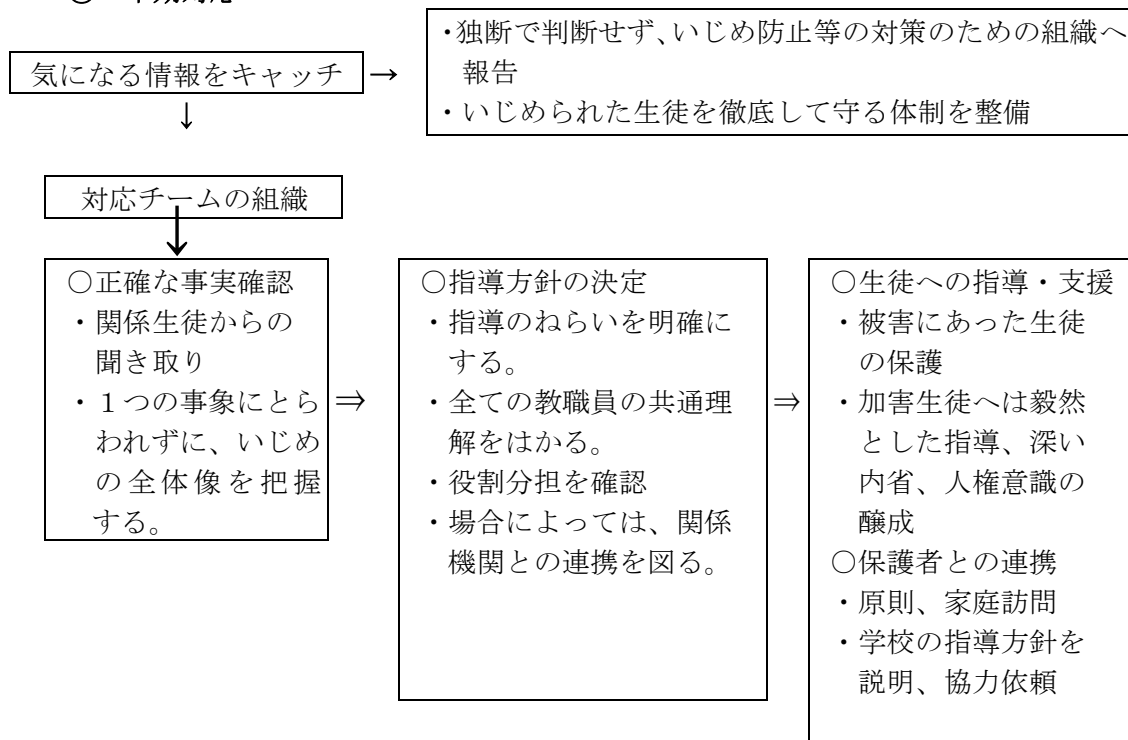 ・独断で判断せず、いじめ防止等の対策のための組織へ
報告
・いじめられた生徒を徹底して守る体制を整備
気になる情報をキャッチ →
↓
対応チームの組織
↓
○正確な事実確認
・関係生徒からの
聞き取り
・１つの事象にとら
われずに、いじめ
の全体像を把握
する。
⇒
○指導方針の決定
・指導のねらいを明確に
する。
・全ての教職員の共通理
解をはかる。
・役割分担を確認
・場合によっては、関係
機関との連携を図る。
⇒
○生徒への指導・支援
・被害にあった生徒
の保護
・加害生徒へは毅然
とした指導、深い
内省、人権意識の
醸成
○保護者との連携
・原則、家庭訪問
・学校の指導方針を
説明、協力依頼